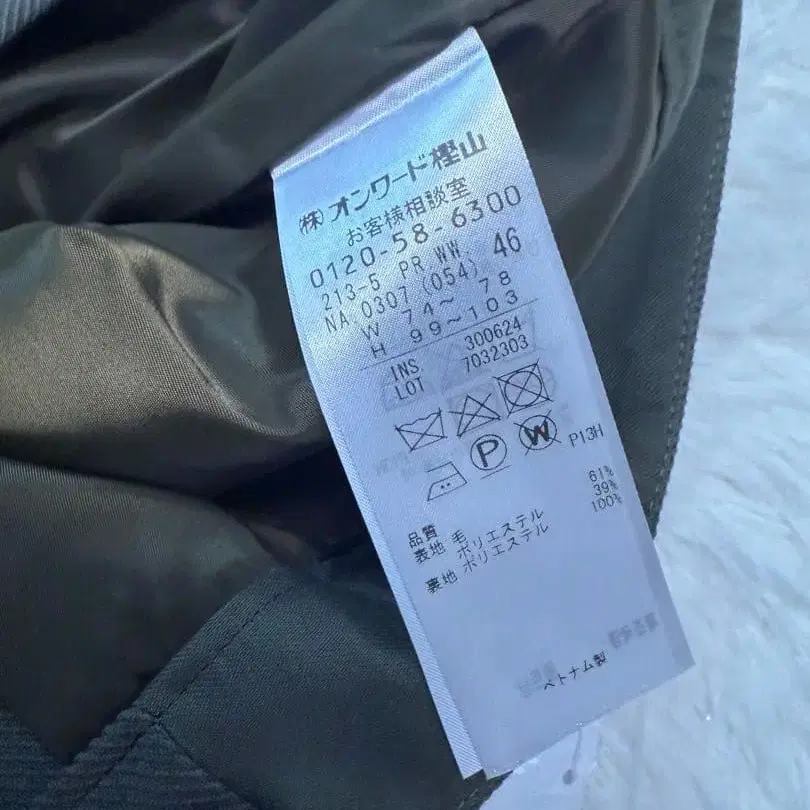 ㈱オンワード樫山
お客様相談室
0120-58-6300
213-5 PR WW 46
NA 0307 (054)
W 74~ 78
H 99~103
INS 300624
LOT 7032303
P
W
P13H
品質
表地 毛 61%
ポリエステル 39%
裏地 ポリエステル 100%
ベトナム製